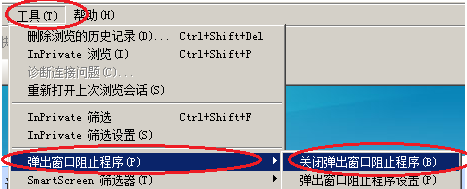 工具(T) 帮助(H)
删除浏览的历史记录(D)... Ctrl+Shift+Del
InPrivate 浏览(I) Ctrl+Shift+P
诊断连接问题(C)...
重新打开上次浏览会话(S)
InPrivate 筛选 Ctrl+Shift+F
InPrivate 筛选设置(S)
弹出窗口阻止程序(P) 关闭弹出窗口阻止程序(B)
SmartScreen 筛选器(T) 弹出窗口阻止程序设置(P)